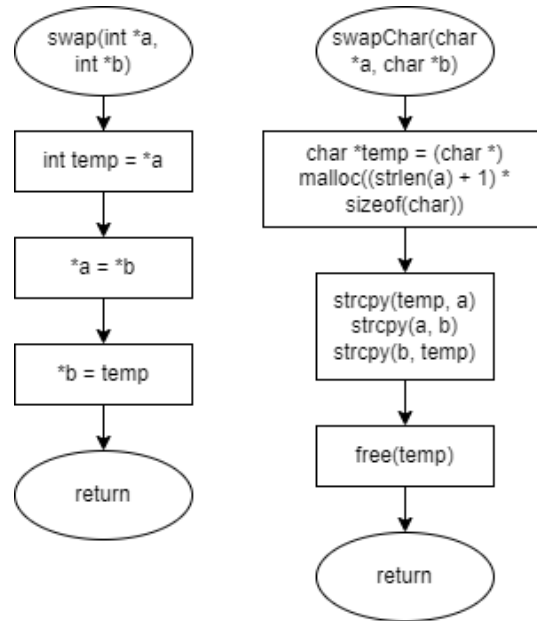 swap(int *a,
int *b)
int temp = *a
*a = *b
*b = temp
return
swapChar(char
*a, char *b)
char *temp = (char *)
malloc((strlen(a) + 1) *
sizeof(char))
strcpy(temp, a)
strcpy(a, b)
strcpy(b, temp)
free(temp)
return